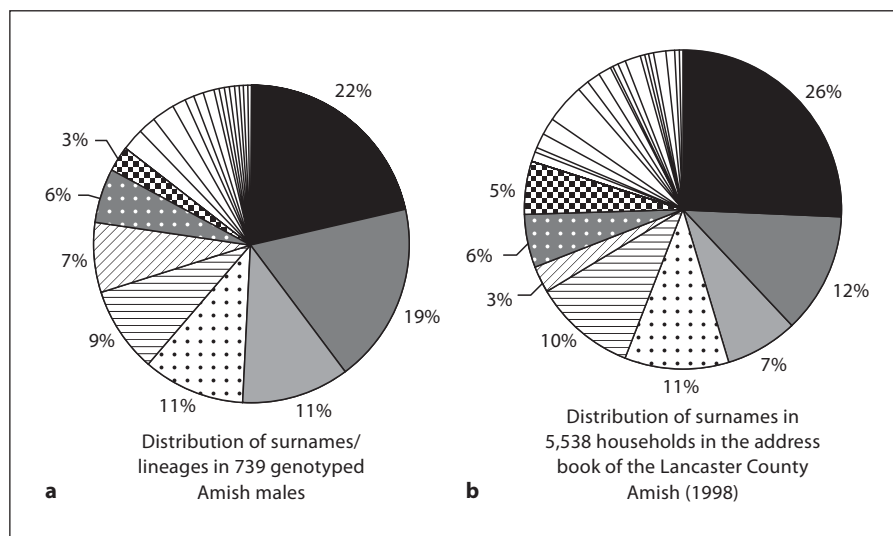 22%
19%
11%
11%
9%
7%
6%
3%
Distribution of surnames/
lineages in 739 genotyped
Amish males
a
26%
12%
7%
11%
10%
3%
6%
5%
Distribution of surnames in
5,538 households in the address
book of the Lancaster County
Amish (1998)
b